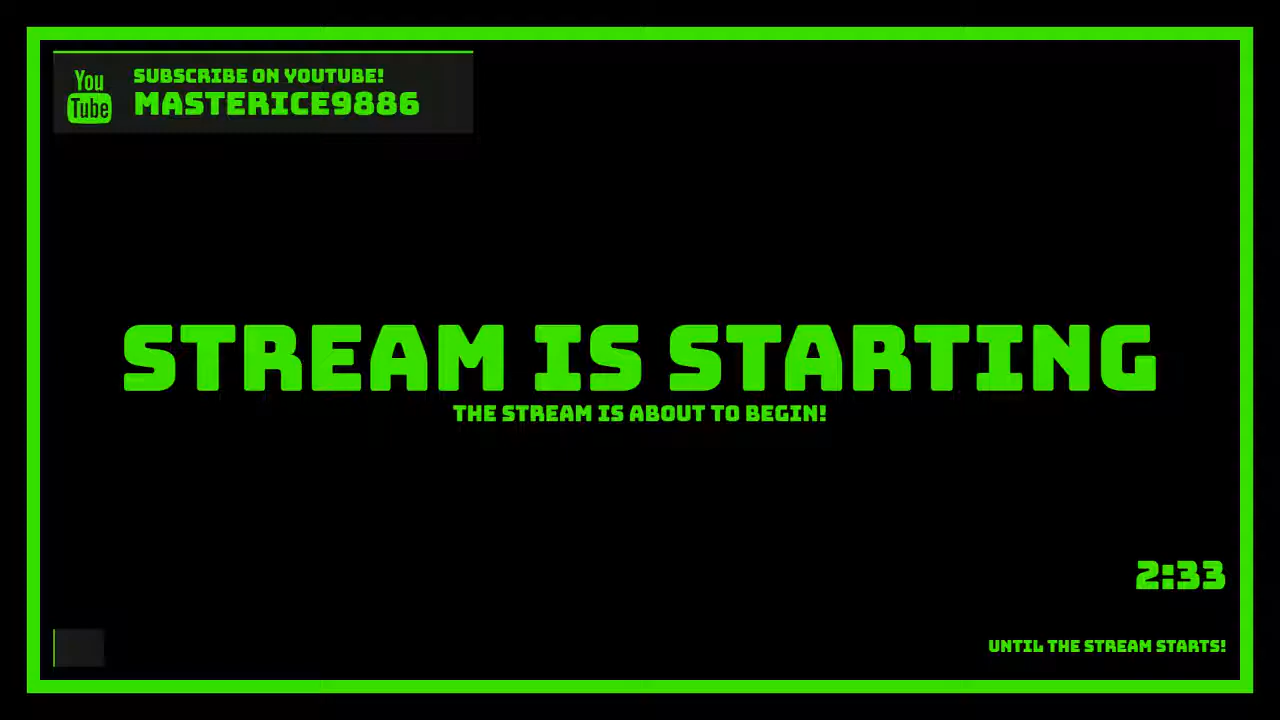 You
Tube
SUBSCRIBE ON YOUTUBE!
MASTERICE9886
STREAM IS STARTING
THE STREAM IS ABOUT TO BEGIN!
2:33
UNTIL THE STREAM STARTS!